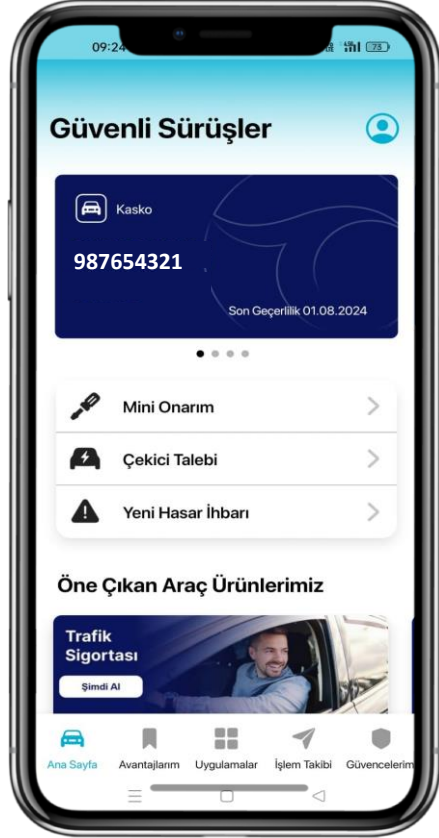 09:24
73
Güvenli Sürüşler
Kasko
987654321
Son Geçerlilik 01.08.2024
Mini Onarım
Çekici Talebi
Yeni Hasar İhbarı
Öne Çıkan Araç Ürünlerimiz
Trafik
Sigortası
Şimdi Al
Ana Sayfa
Avantajlarım
Uygulamalar
İşlem Takibi
Güvencelerim